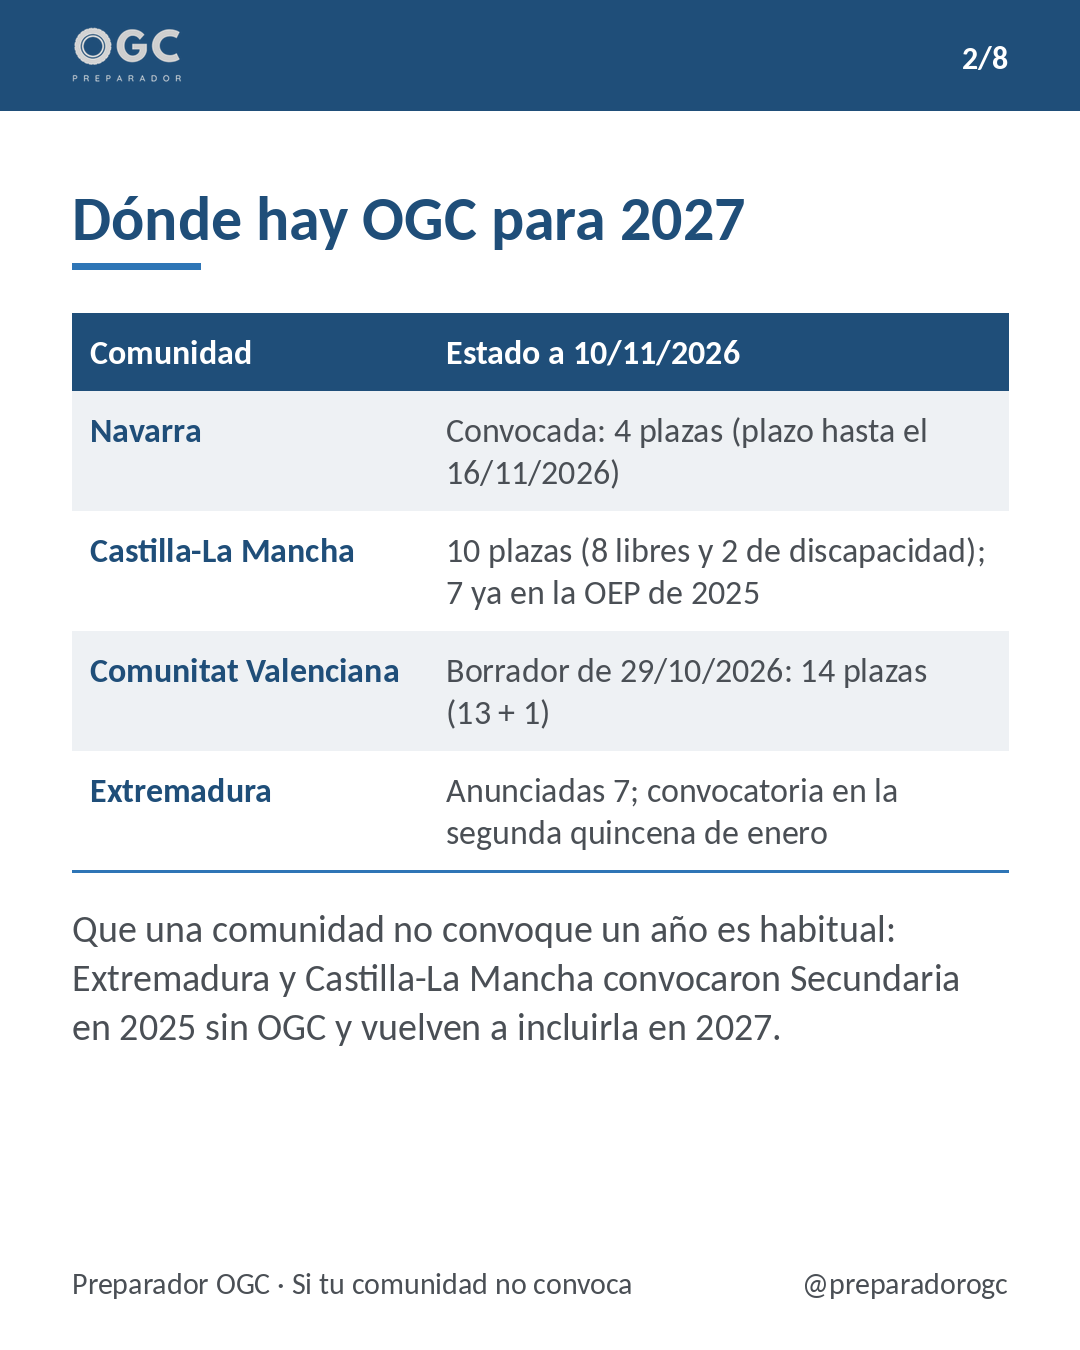 OGC
PREPARADOR
2/8
Dónde hay OGC para 2027
Comunidad
Estado a 10/11/2026
Navarra
Convocada: 4 plazas (plazo hasta el
16/11/2026)
Castilla-La Mancha
10 plazas (8 libres y 2 de discapacidad);
7 ya en la OEP de 2025
Comunitat Valenciana
Borrador de 29/10/2026: 14 plazas
(13 + 1)
Extremadura
Anunciadas 7; convocatoria en la
segunda quincena de enero
Que una comunidad no convoque un año es habitual:
Extremadura y Castilla-La Mancha convocaron Secundaria
en 2025 sin OGC y vuelven a incluirla en 2027.
Preparador OGC · Si tu comunidad no convoca
@preparadorogc